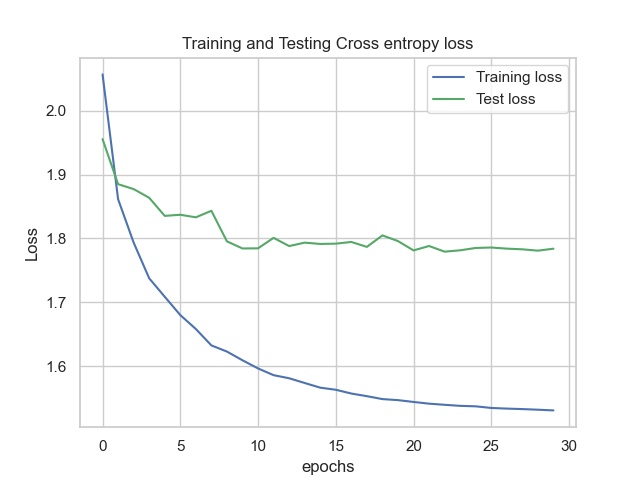 Training and Testing Cross entropy loss
Training loss
Test loss
2.0
1.9
1.8
1.7
1.6
Loss
0 5 10 15 20 25 30
epochs